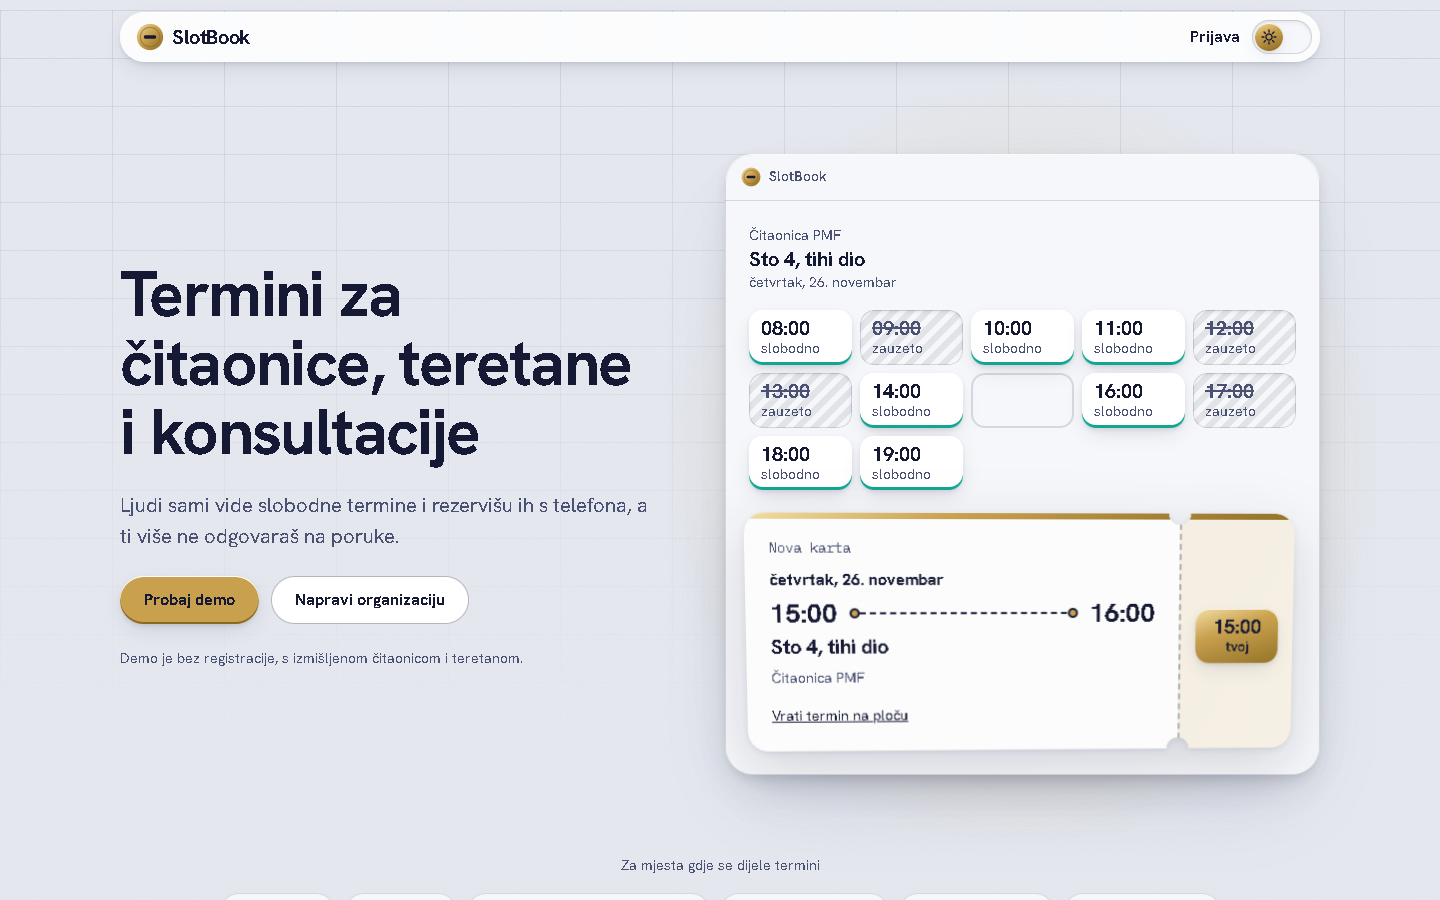 SlotBook
Prijava
Termini za
čitaonice, teretane
i konsultacije
Ljudi sami vide slobodne termine i rezervišu ih s telefona, a
ti više ne odgovaraš na poruke.
Probaj demo
Napravi organizaciju
Demo je bez registracije, s izmišljenom čitaonicom i teretanom.
SlotBook
Čitaonica PMF
Sto 4, tihi dio
četvrtak, 26. novembar
08:00 09:00 10:00 11:00 12:00
slobodno zauzeto slobodno slobodno zauzeto
13:00 14:00 16:00 17:00
zauzeto slobodno slobodno zauzeto
18:00 19:00
slobodno slobodno
Nova karta
četvrtak, 26. novembar
15:00 16:00
Sto 4, tihi dio
Čitaonica PMF
Vrati termin na ploču
15:00
tvoj
Za mjesta gdje se dijele termini